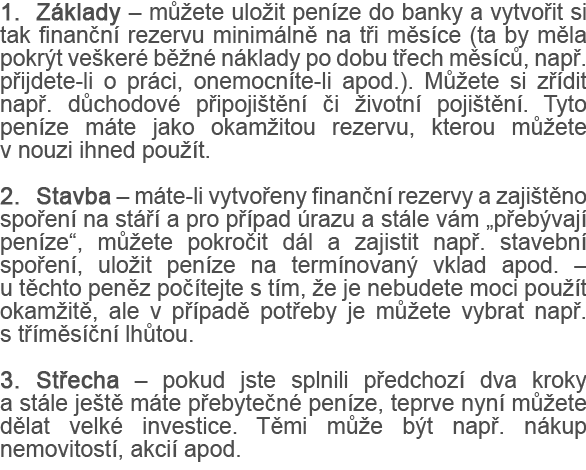 1. Základy – můžete uložit peníze do banky a vytvořit si
tak finanční rezervu minimálně na tři měsíce (ta by měla
pokrýt veškeré běžné náklady po dobu třech měsíců, např.
přijdete-li o práci, onemocníte-li apod.). Můžete si zřídit
např. důchodové připojištění či životní pojištění. Tyto
peníze máte jako okamžitou rezervu, kterou můžete
v nouzi ihned použít.
2. Stavba – máte-li vytvořeny finanční rezervy a zajištěno
spoření na stáří a pro případ úrazu a stále vám „přebývají
peníze“, můžete pokročit dál a zajistit např. stavební
spoření, uložit peníze na termínovaný vklad apod. –
u těchto peněz počítejte s tím, že je nebudete moci použít
okamžitě, ale v případě potřeby je můžete vybrat např.
s tříměsíční lhůtou.
3. Střecha – pokud jste splnili předchozí dva kroky
a stále ještě máte přebytečné peníze, teprve nyní můžete
dělat velké investice. Těmi může být např. nákup
nemovitostí, akcií apod.